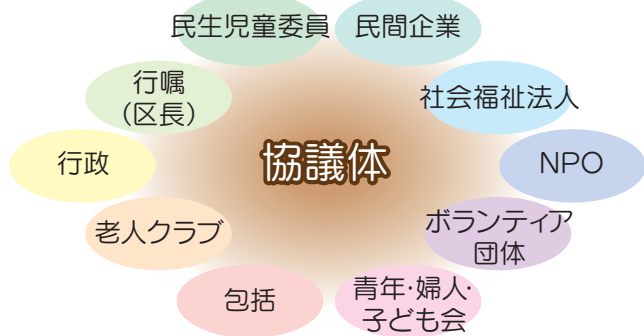 民生児童委員
民間企業
行嘱
（区長）
社会福祉法人
行政
協議体
NPO
老人クラブ
ボランティア
団体
包括
青年・婦人・
子ども会